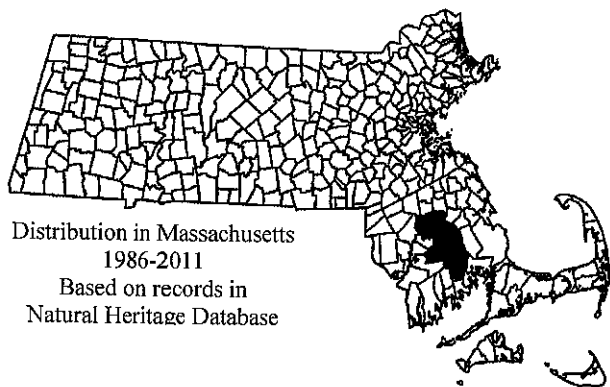 Distribution in Massachusetts
1986-2011
Based on records in
Natural Heritage Database